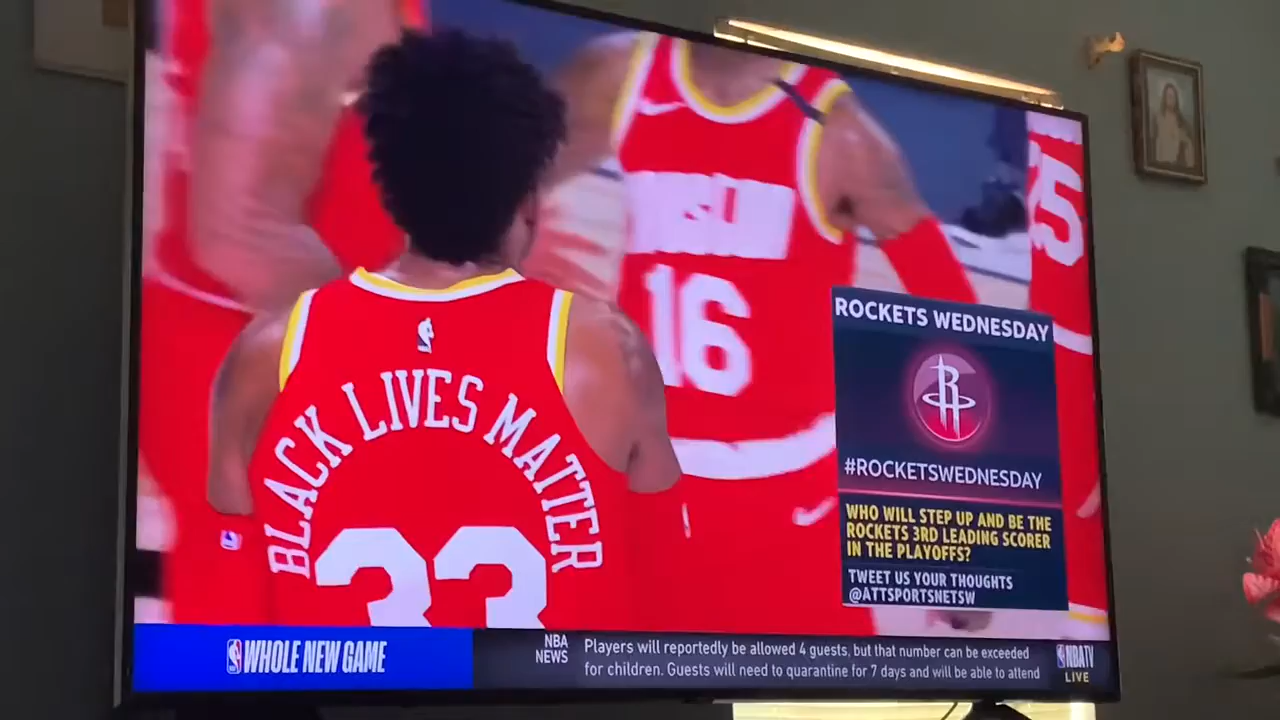 BLACK LIVES MATTER
33
16
ROCKETS WEDNESDAY
R
#ROCKETSWEDNESDAY
WHO WILL STEP UP AND BE THE
ROCKETS 3RD LEADING SCORER
IN THE PLAYOFFS?
TWEET US YOUR THOUGHTS
@ATTSPORTSNETSW
WHOLE NEW GAME
NBA
NEWS
Players will reportedly be allowed 4 guests, but that number can be exceeded
for children. Guests will need to quarantine for 7 days and will be able to attend
NBATV
LIVE